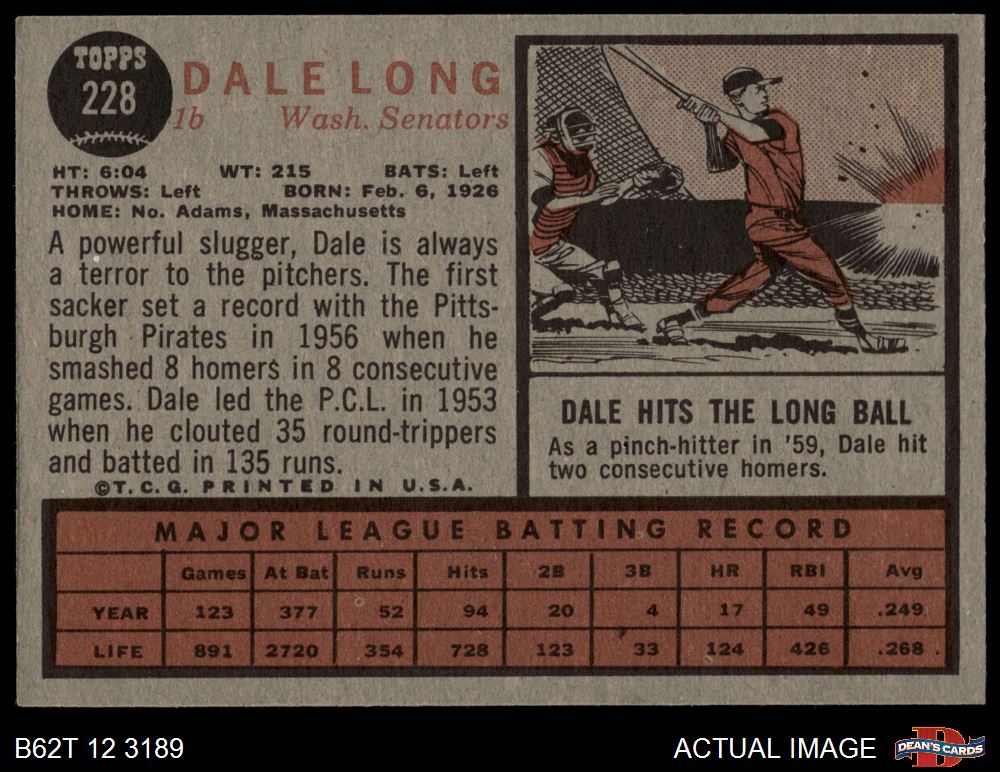 TOPPS
228
DALE LONG
1b Wash. Senators
HT: 6:04 WT: 215 BATS: Left
THROWS: Left BORN: Feb. 6, 1926
HOME: No. Adams, Massachusetts
A powerful slugger, Dale is always
a terror to the pitchers. The first
sacker set a record with the Pitts-
burgh Pirates in 1956 when he
smashed 8 homers in 8 consecutive
games. Dale led the P.C.L. in 1953
when he clouted 35 round-trippers
and batted in 135 runs.
©T.C.G. PRINTED IN U.S.A.
DALE HITS THE LONG BALL
As a pinch-hitter in '59, Dale hit
two consecutive homers.
MAJOR LEAGUE BATTING RECORD
Games At Bat Runs Hits 2B 3B HR RBI Avg
YEAR 123 377 52 94 20 4 17 49 .249
LIFE 891 2720 354 728 123 33 124 426 .268
B62T 12 3189
ACTUAL IMAGE
D
DEAN'S CARDS